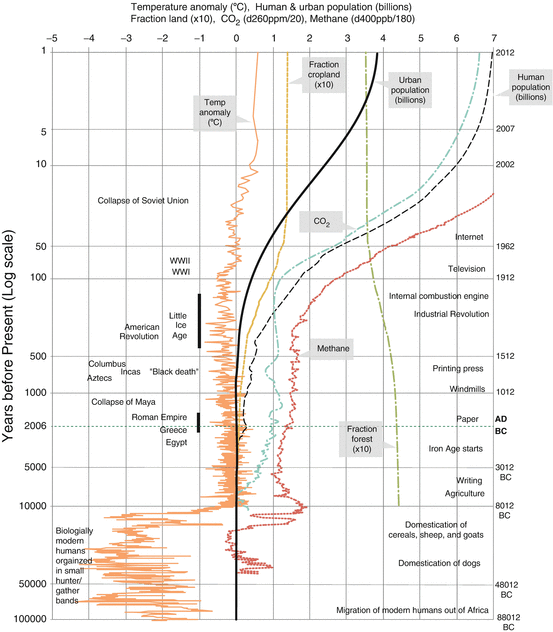 Temperature anomaly (°C), Human & urban population (billions)
Fraction land (x10), CO2 (d260ppm/20), Methane (d400ppb/180)
−5 −4 −3 −2 −1 0 1 2 3 4 5 6 7
Years before Present (Log scale)
1
5
10
50
100
500
1000
2006
5000
10000
50000
100000
2012
2007
2002
1962
1912
1512
1012
AD
BC
3012
BC
8012
BC
48012
BC
88012
BC
Fraction
cropland
(x10)
Urban
population
(billions)
Human
population
(billions)
Temp
anomaly
(°C)
CO2
Methane
Fraction
forest
(x10)
Collapse of Soviet Union
WWII
WWI
Little
Ice
Age
American
Revolution
Columbus
Aztecs
Incas
"Black death"
Collapse of Maya
Roman Empire
Greece
Egypt
Biologically
modern
humans
orgainzed
in small
hunter/
gather
bands
Internet
Television
Internal combustion engine
Industrial Revolution
Printing press
Windmills
Paper
Iron Age starts
Writing
Agriculture
Domestication of
cereals, sheep, and goats
Domestication of dogs
Migration of modern humans out of Africa